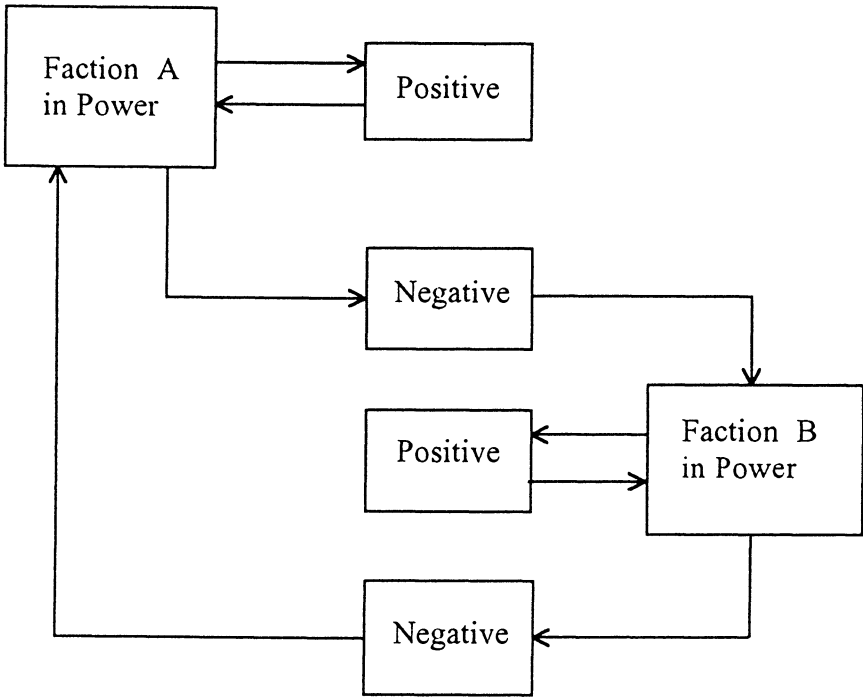 Faction A
in Power
Positive
Negative
Positive
Faction B
in Power
Negative